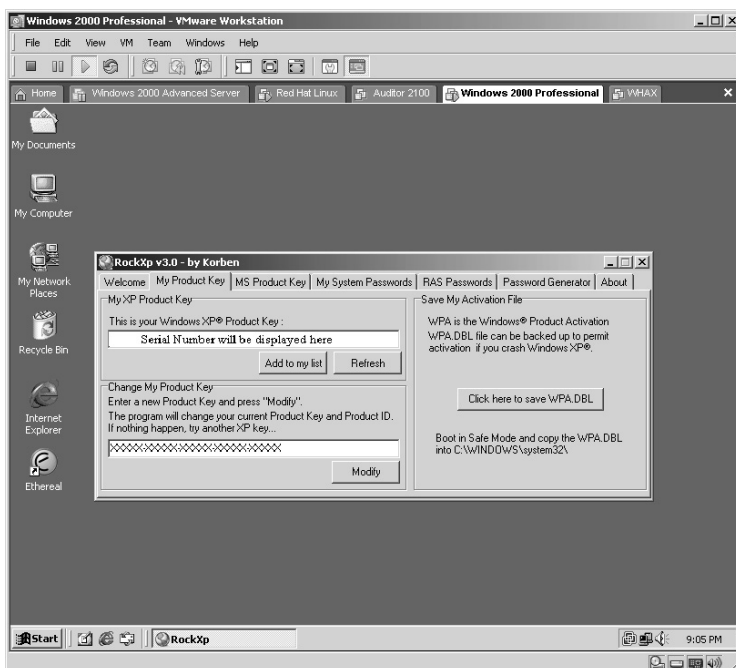 Windows 2000 Professional - VMware Workstation
File Edit View VM Team Windows Help
Home Windows 2000 Advanced Server Red Hat Linux Auditor 2100 Windows 2000 Professional WHAX
My Documents
My Computer
My Network
Places
Recycle Bin
Internet
Explorer
Ethereal
RockXp v3.0 - by Korben
Welcome My Product Key MS Product Key My System Passwords RAS Passwords Password Generator About
My XP Product Key
This is your Windows XP® Product Key :
Serial Number will be displayed here
Add to my list Refresh
Change My Product Key
Enter a new Product Key and press "Modify".
The program will change your current Product Key and Product ID.
If nothing happen, try another XP key...
XXXXX-XXXXX-XXXXX-XXXXX-XXXXX
Modify
Save My Activation File
WPA is the Windows® Product Activation
WPA.DBL file can be backed up to permit
activation if you crash Windows XP®.
Click here to save WPA.DBL
Boot in Safe Mode and copy the WPA.DBL
into C:\WINDOWS\system32\
Start RockXp 9:05 PM